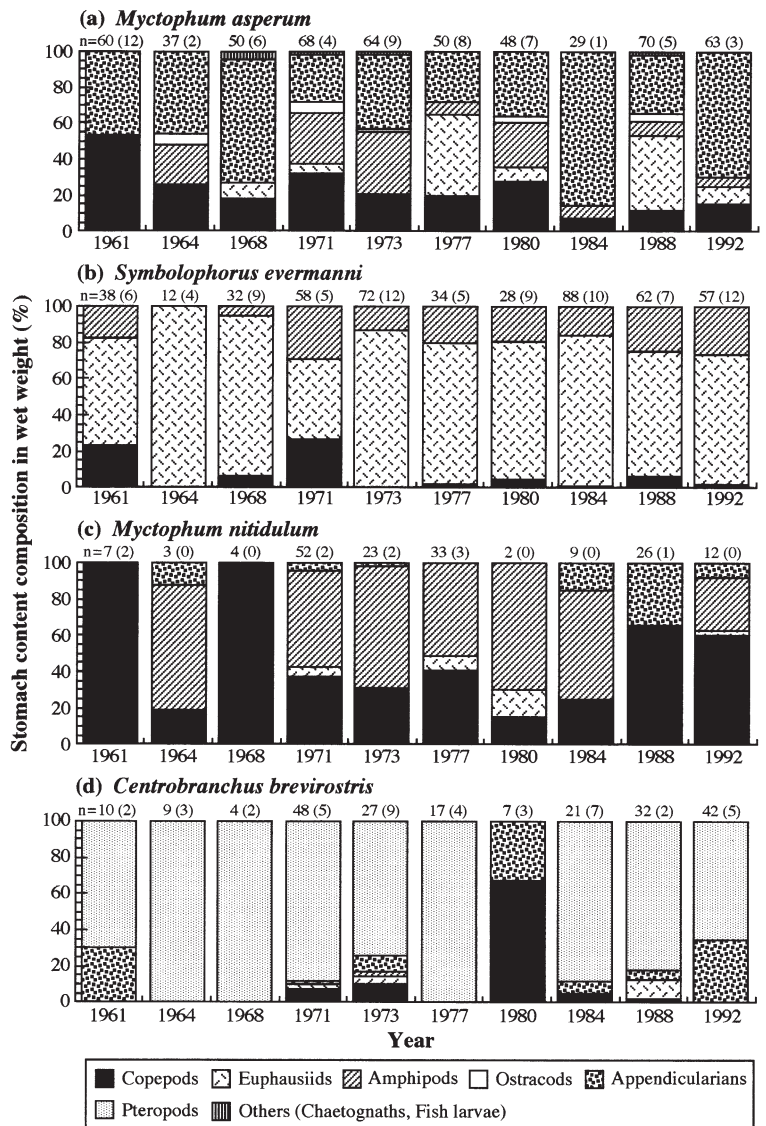 (a) Myctophum asperum
n=60 (12) 37 (2) 50 (6) 68 (4) 64 (9) 50 (8) 48 (7) 29 (1) 70 (5) 63 (3)
100
80
60
40
20
0
1961 1964 1968 1971 1973 1977 1980 1984 1988 1992
(b) Symbolophorus evermanni
n=38 (6) 12 (4) 32 (9) 58 (5) 72 (12) 34 (5) 28 (9) 88 (10) 62 (7) 57 (12)
100
80
60
40
20
0
1961 1964 1968 1971 1973 1977 1980 1984 1988 1992
Stomach content composition in wet weight (%)
(c) Myctophum nitidulum
n=7 (2) 3 (0) 4 (0) 52 (2) 23 (2) 33 (3) 2 (0) 9 (0) 26 (1) 12 (0)
100
80
60
40
20
0
1961 1964 1968 1971 1973 1977 1980 1984 1988 1992
(d) Centrobranchus brevirostris
n=10 (2) 9 (3) 4 (2) 48 (5) 27 (9) 17 (4) 7 (3) 21 (7) 32 (2) 42 (5)
100
80
60
40
20
0
1961 1964 1968 1971 1973 1977 1980 1984 1988 1992
Year
Copepods Euphausiids Amphipods Ostracods Appendicularians
Pteropods Others (Chaetognaths, Fish larvae)